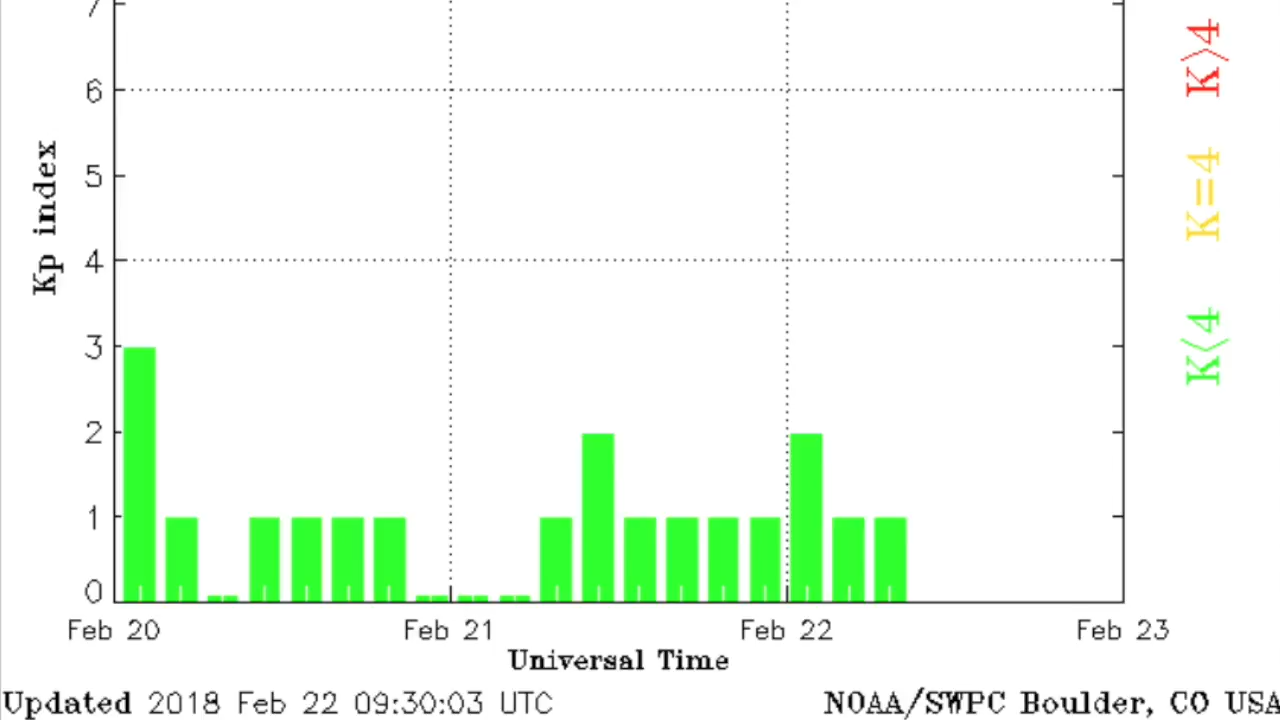 7
6
5
4
3
2
1
0
Kp index
K>4
K=4
K<4
Feb 20 Feb 21 Feb 22 Feb 23
Universal Time
Updated 2018 Feb 22 09:30:03 UTC
NOAA/SWPC Boulder, CO USA